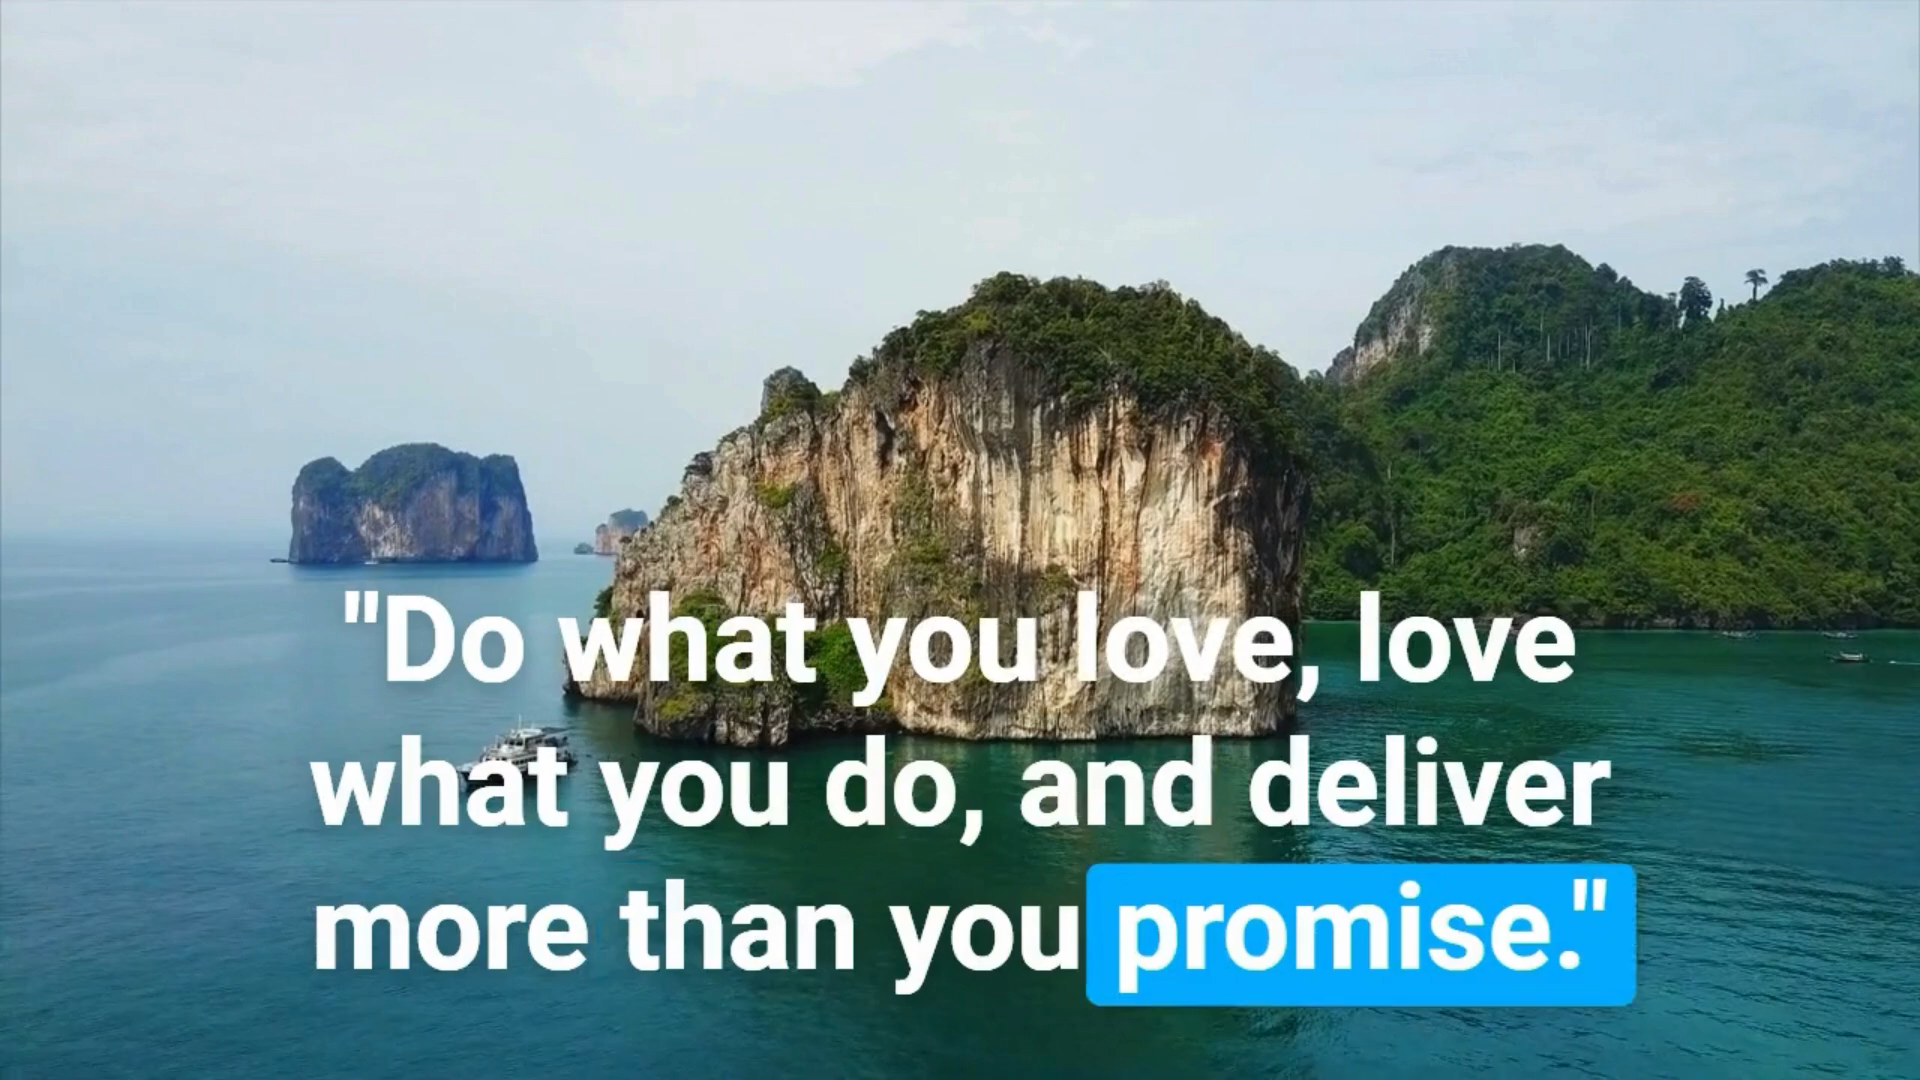 "Do what you love, love
what you do, and deliver
more than you promise."